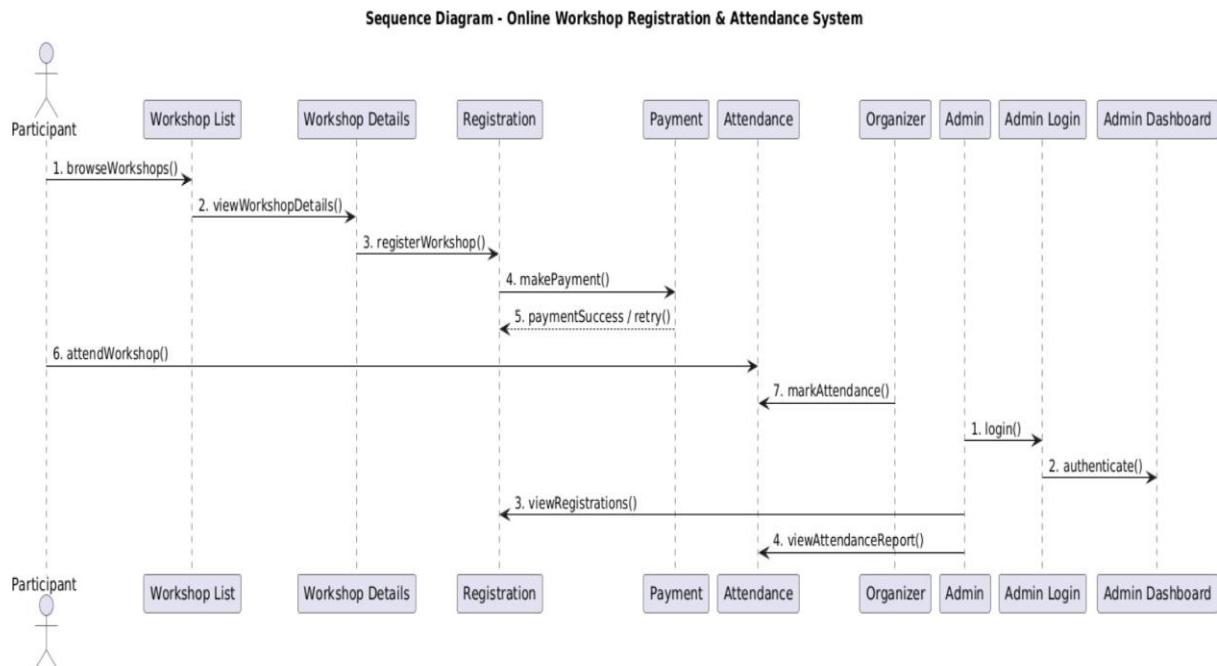 Sequence Diagram - Online Workshop Registration & Attendance System
Participant
Workshop List
Workshop Details
Registration
Payment
Attendance
Organizer
Admin
Admin Login
Admin Dashboard
1. browseWorkshops()
2. viewWorkshopDetails()
3. registerWorkshop()
4. makePayment()
5. paymentSuccess / retry()
6. attendWorkshop()
7. markAttendance()
1. login()
2. authenticate()
3. viewRegistrations()
4. viewAttendanceReport()
Participant
Workshop List
Workshop Details
Registration
Payment
Attendance
Organizer
Admin
Admin Login
Admin Dashboard